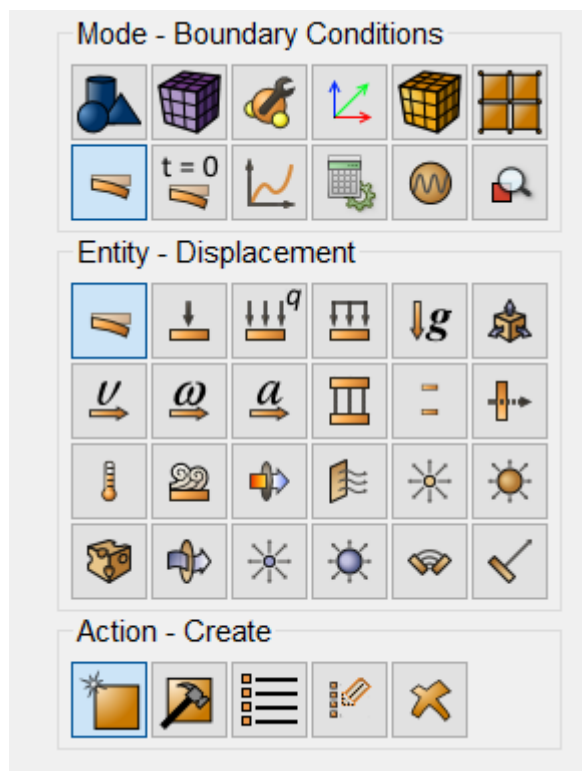 Mode - Boundary Conditions
t = 0
Entity - Displacement
q
g
υ ω a
Action - Create